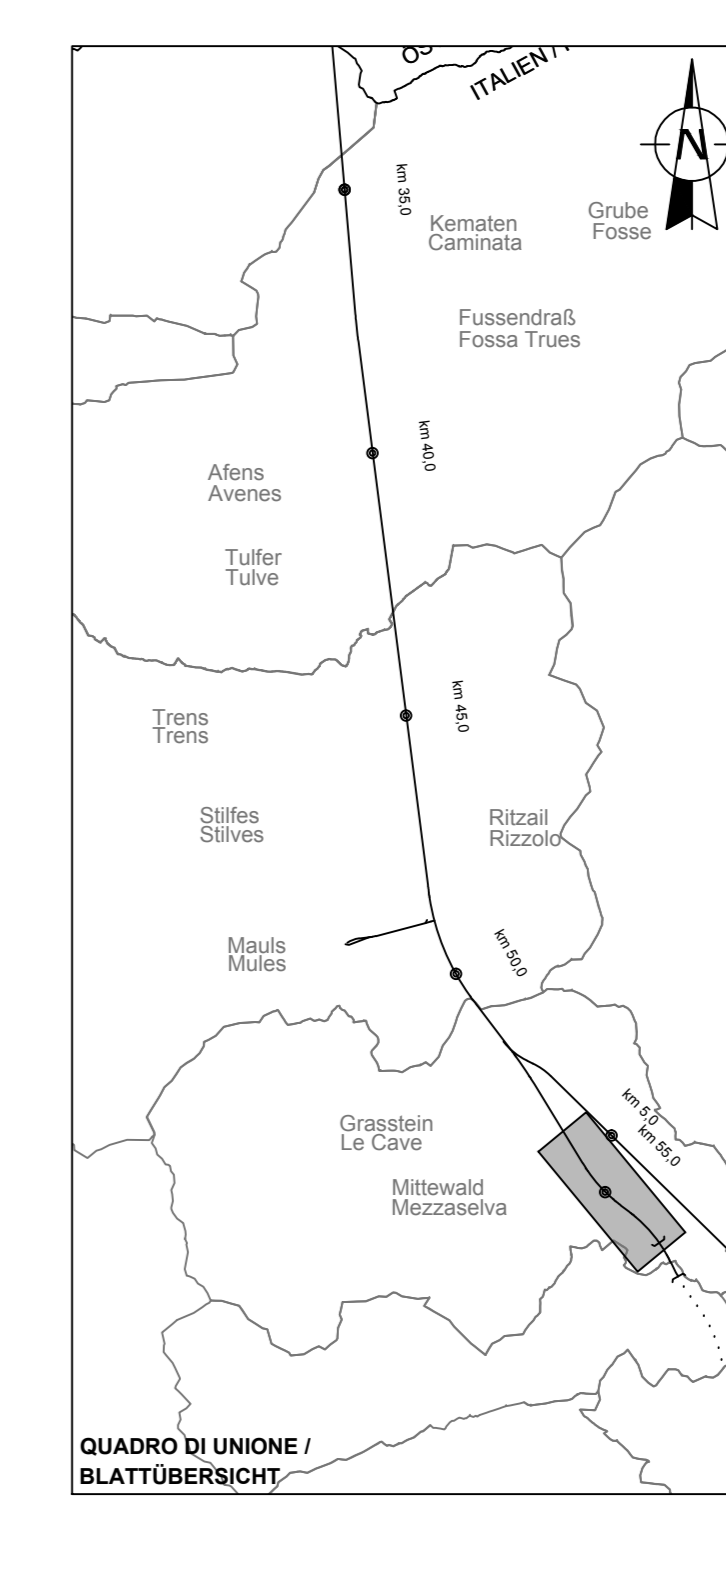 ÖS
ITALIEN /
N
km 35,0
Kematen
Caminata
Grube
Fosse
Fussendraß
Fossa Trues
km 40,0
Afens
Avenes
Tulfer
Tulve
km 45,0
Trens
Trens
Stilfes
Stilves
Ritzail
Rizzolo
km 50,0
Mauls
Mules
km 5,0
km 55,0
Grasstein
Le Cave
Mittewald
Mezzaselva
QUADRO DI UNIONE /
BLATTÜBERSICHT